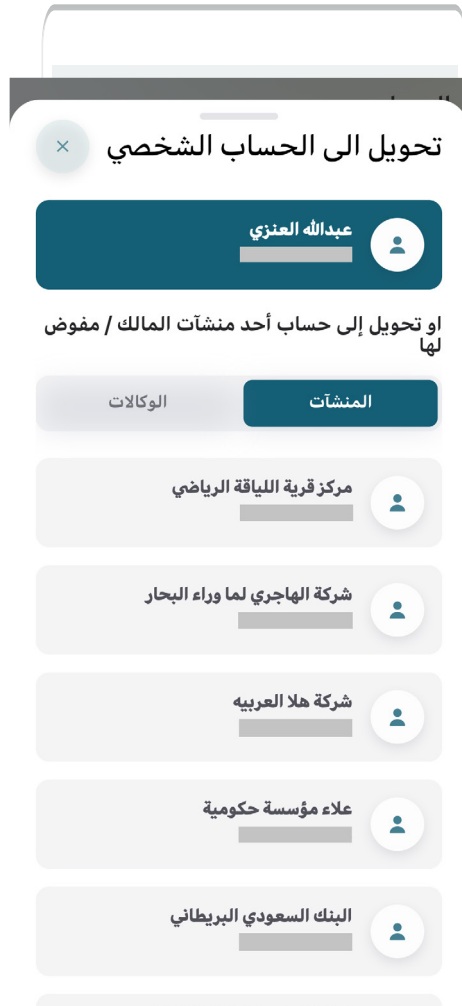 تحويل الى الحساب الشخصي
عبدالله العنزي
او تحويل إلى حساب أحد منشآت المالك / مفوض
لها
المنشآت
الوكالات
مركز قرية اللياقة الرياضي
شركة الهاجري لما وراء البحار
شركة هلا العربيه
علاء مؤسسة حكومية
البنك السعودي البريطاني